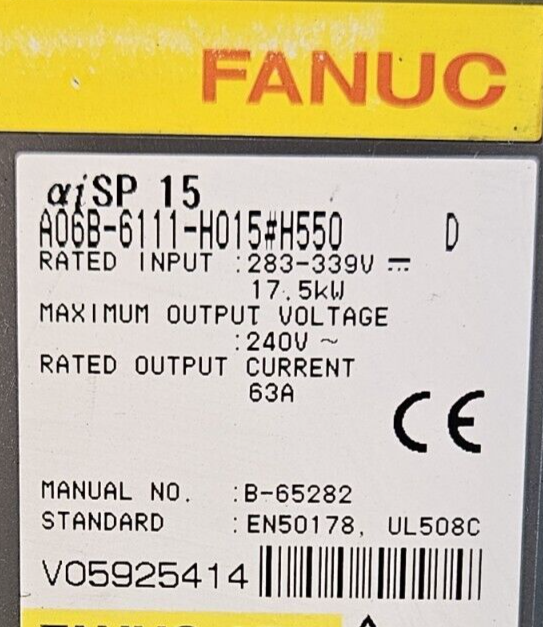 FANUC
αiSP 15
A06B-6111-H015#H550 D
RATED INPUT :283-339V ⎓
17.5kW
MAXIMUM OUTPUT VOLTAGE
:240V ~
RATED OUTPUT CURRENT
63A
CE
MANUAL NO. :B-65282
STANDARD :EN50178, UL508C
V05925414